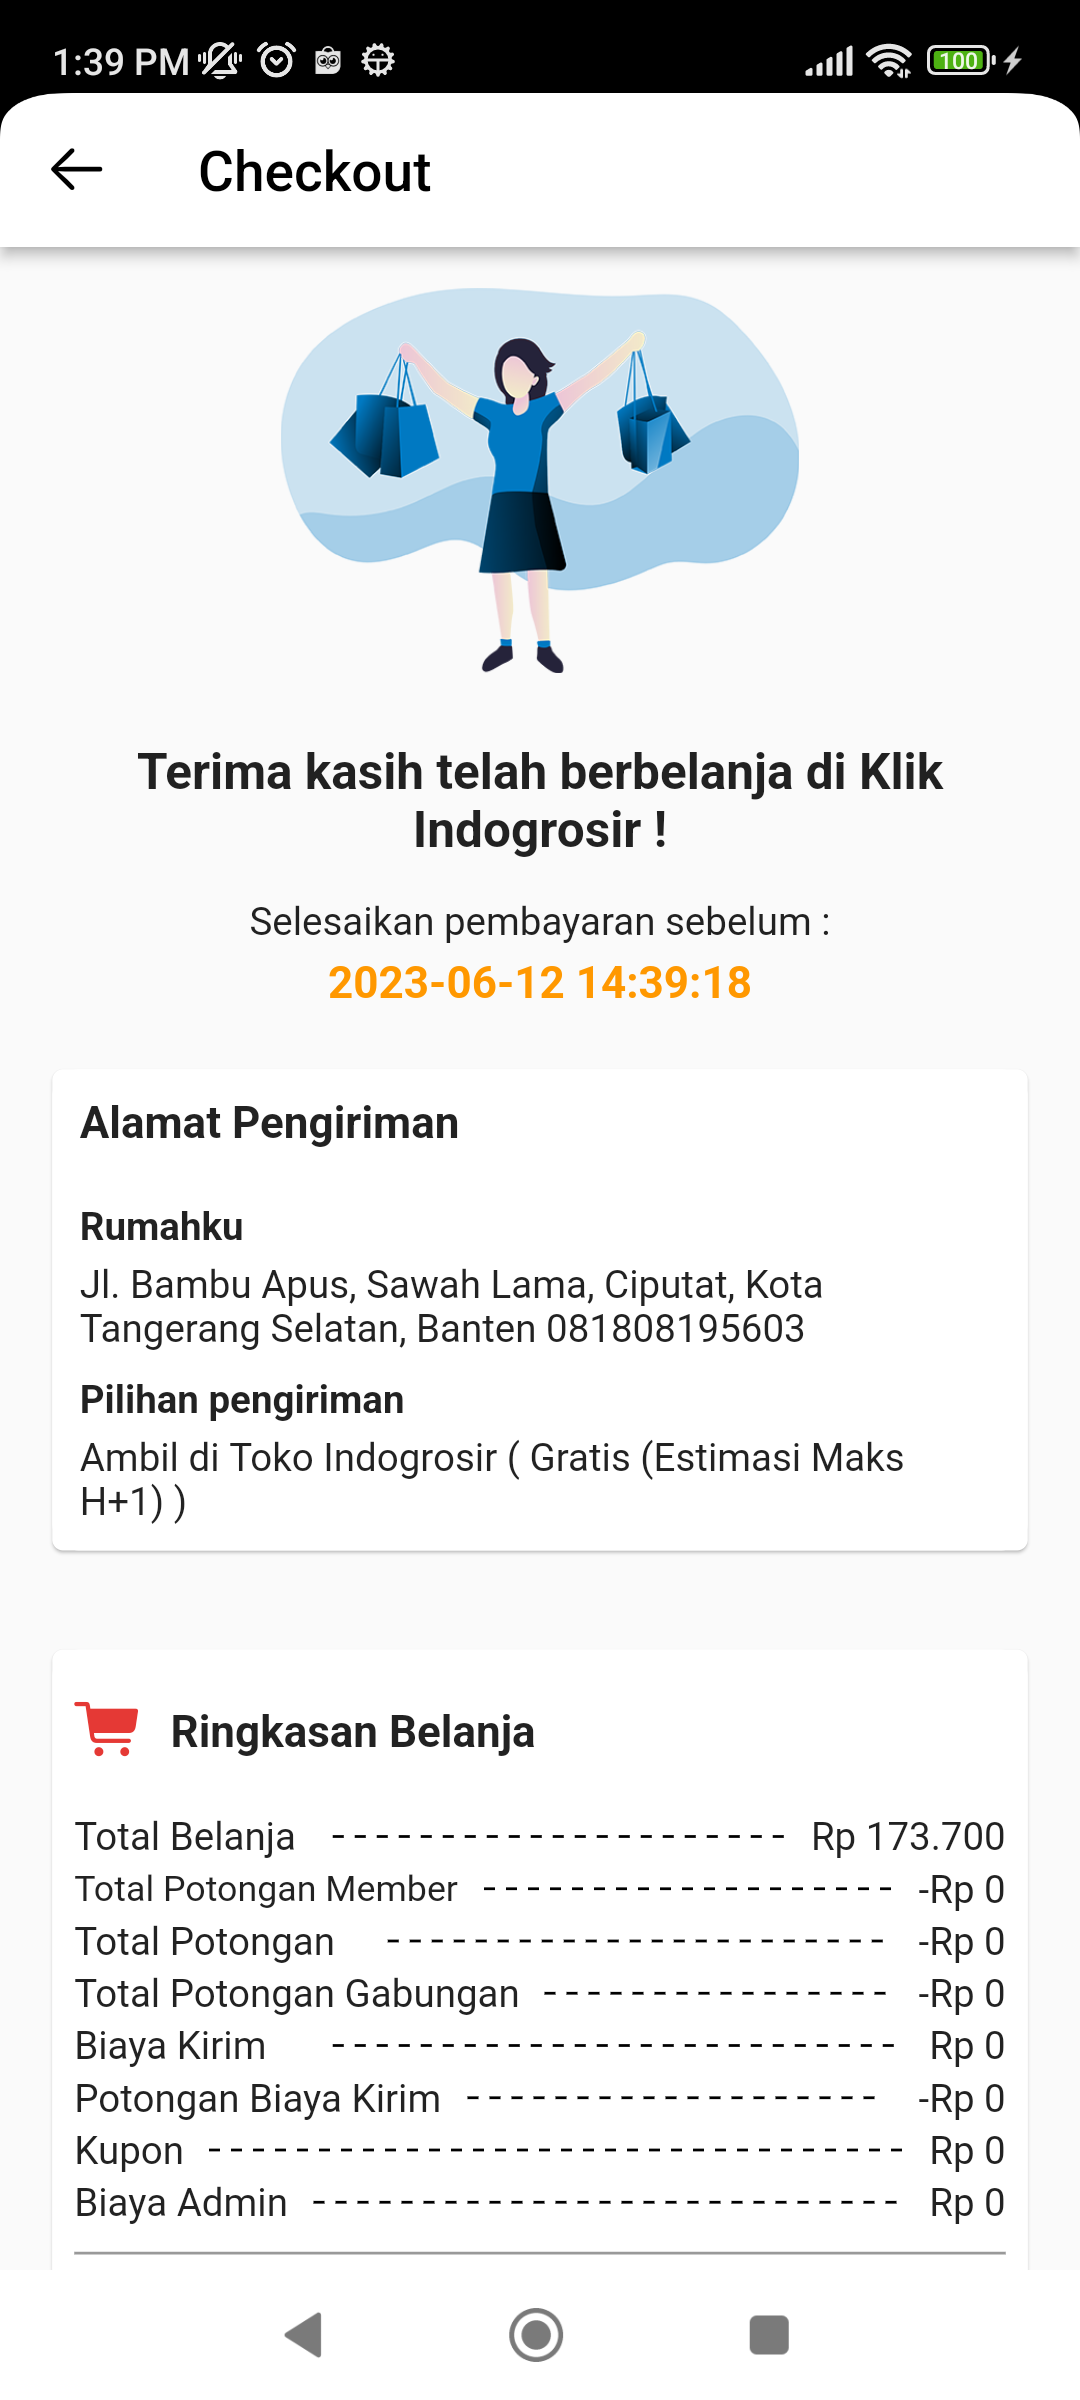 1:39 PM
100
Checkout
Terima kasih telah berbelanja di Klik
Indogrosir !
Selesaikan pembayaran sebelum :
2023-06-12 14:39:18
Alamat Pengiriman
Rumahku
Jl. Bambu Apus, Sawah Lama, Ciputat, Kota
Tangerang Selatan, Banten 081808195603
Pilihan pengiriman
Ambil di Toko Indogrosir ( Gratis (Estimasi Maks
H+1) )
Ringkasan Belanja
Total Belanja --------------------- Rp 173.700
Total Potongan Member ------------------- -Rp 0
Total Potongan ----------------------- -Rp 0
Total Potongan Gabungan ---------------- -Rp 0
Biaya Kirim -------------------------- Rp 0
Potongan Biaya Kirim ------------------- -Rp 0
Kupon -------------------------------- Rp 0
Biaya Admin --------------------------- Rp 0